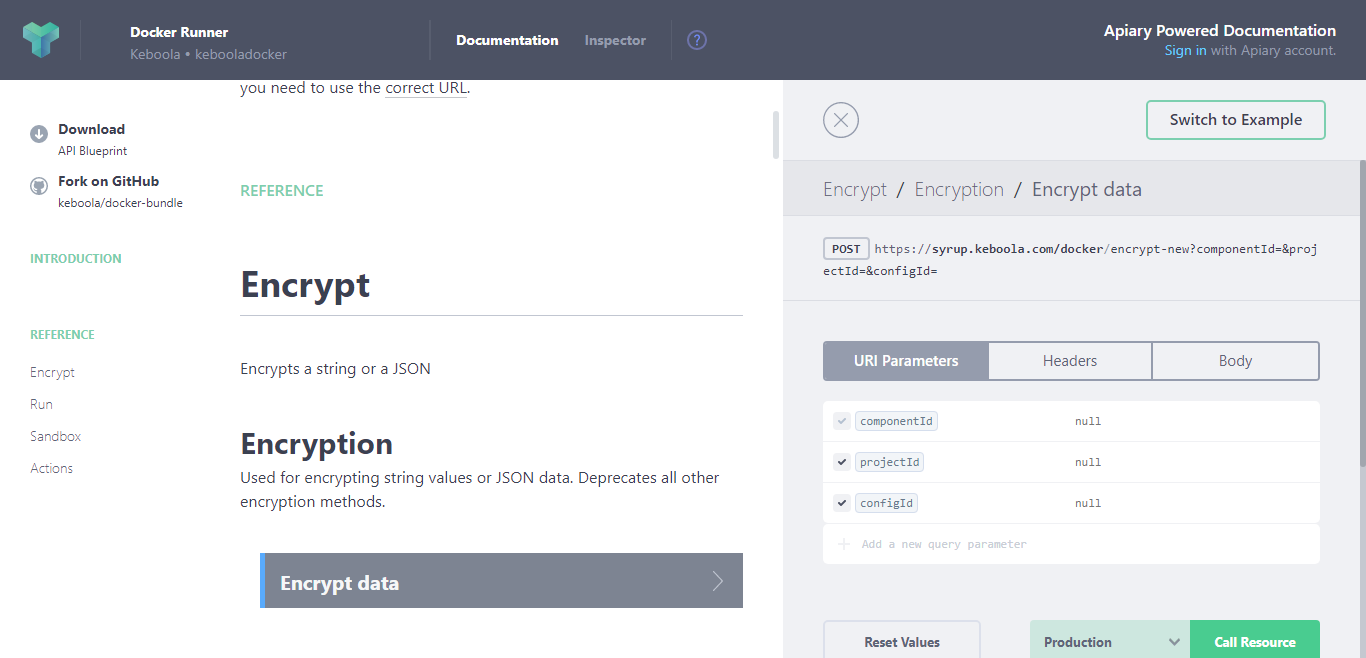 Docker Runner
Keboola • kebooladocker
Documentation
Inspector
?
Apiary Powered Documentation
Sign in with Apiary account.
Download
API Blueprint
Fork on GitHub
keboola/docker-bundle
INTRODUCTION
REFERENCE
Encrypt
Run
Sandbox
Actions
you need to use the correct URL.
REFERENCE
Encrypt
Encrypts a string or a JSON
Encryption
Used for encrypting string values or JSON data. Deprecates all other
encryption methods.
Encrypt data
Switch to Example
Encrypt / Encryption / Encrypt data
POST https://syrup.keboola.com/docker/encrypt-new?componentId=&proj
ectId=&configId=
URI Parameters
Headers
Body
componentId null
projectId null
configId null
Add a new query parameter
Reset Values
Production
Call Resource